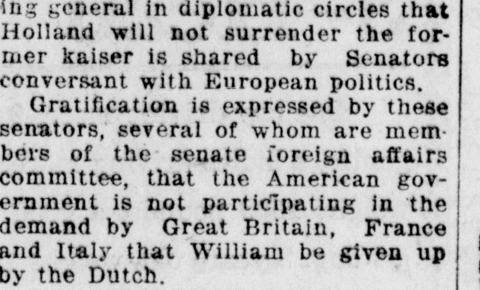 ing general in diplomatic circles that
Holland will not surrender the for-
mer kaiser is shared by Senators
conversant with European politics.
Gratification is expressed by these
senators, several of whom are mem-
bers of the senate foreign affairs
committee, that the American gov-
ernment is not participating in the
demand by Great Britain, France
and Italy that William be given up
by the Dutch.